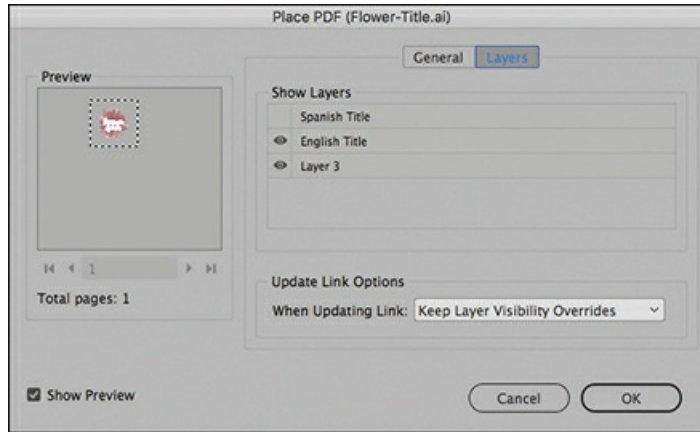 Place PDF (Flower-Title.ai)
General Layers
Preview
Show Layers
Spanish Title
English Title
Layer 3
1
Total pages: 1
Update Link Options
When Updating Link: Keep Layer Visibility Overrides
Show Preview
Cancel OK